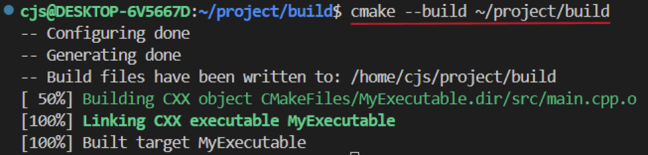 cjs@DESKTOP-6V5667D:~/project/build$ cmake --build ~/project/build
-- Configuring done
-- Generating done
-- Build files have been written to: /home/cjs/project/build
[ 50%] Building CXX object CMakeFiles/MyExecutable.dir/src/main.cpp.o
[100%] Linking CXX executable MyExecutable
[100%] Built target MyExecutable